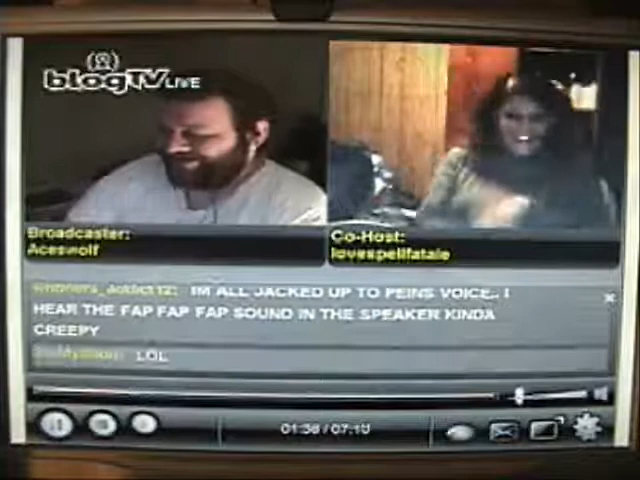 blogTV LIVE
Broadcaster:
Aceswolf
Co-Host:
lovespellfatale
IM ALL JACKED UP TO PEINS VOICE.. I
HEAR THE FAP FAP FAP SOUND IN THE SPEAKER KINDA
CREEPY
LOL
01:36 / 07:10